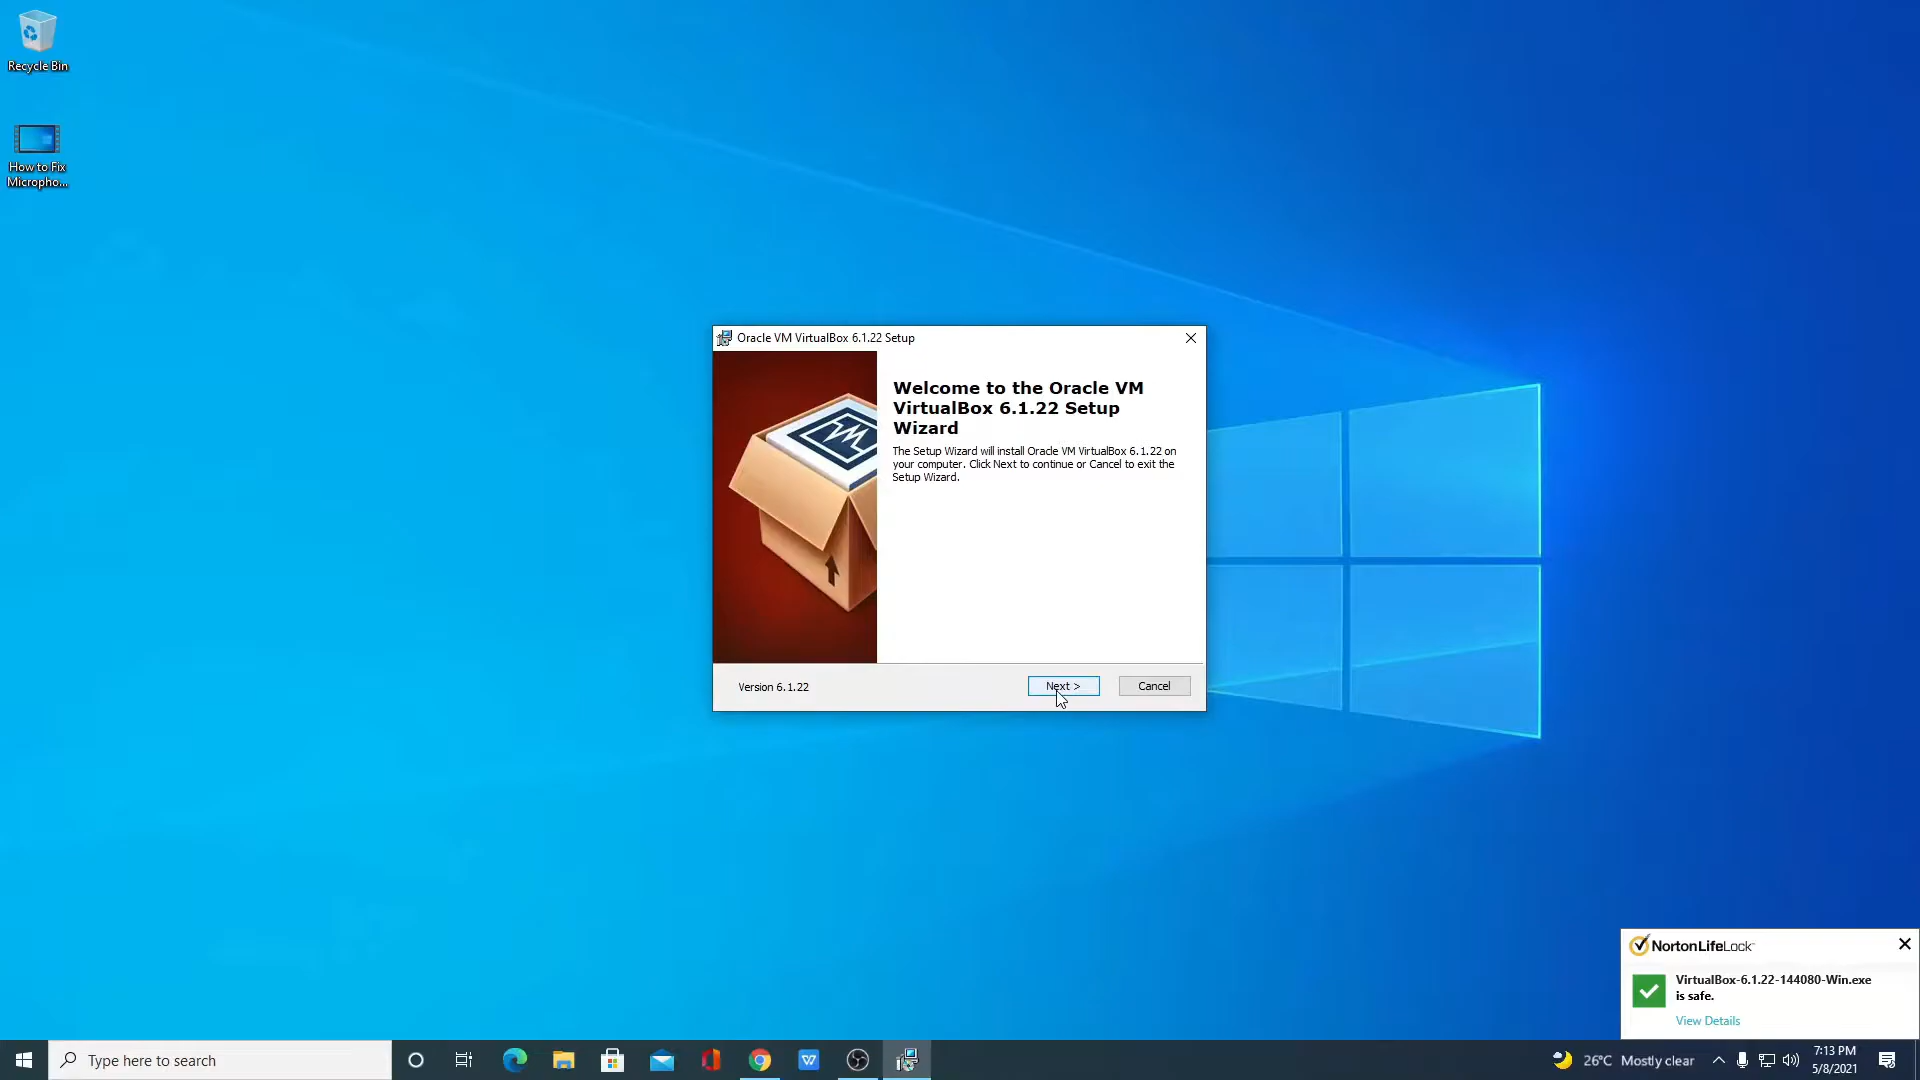 Recycle Bin
How to Fix
Micropho...
Oracle VM VirtualBox 6.1.22 Setup
Welcome to the Oracle VM
VirtualBox 6.1.22 Setup
Wizard
The Setup Wizard will install Oracle VM VirtualBox 6.1.22 on
your computer. Click Next to continue or Cancel to exit the
Setup Wizard.
Version 6.1.22
Next >
Cancel
NortonLifeLock
VirtualBox-6.1.22-144080-Win.exe
is safe.
View Details
Type here to search
26°C Mostly clear
7:13 PM
5/8/2021